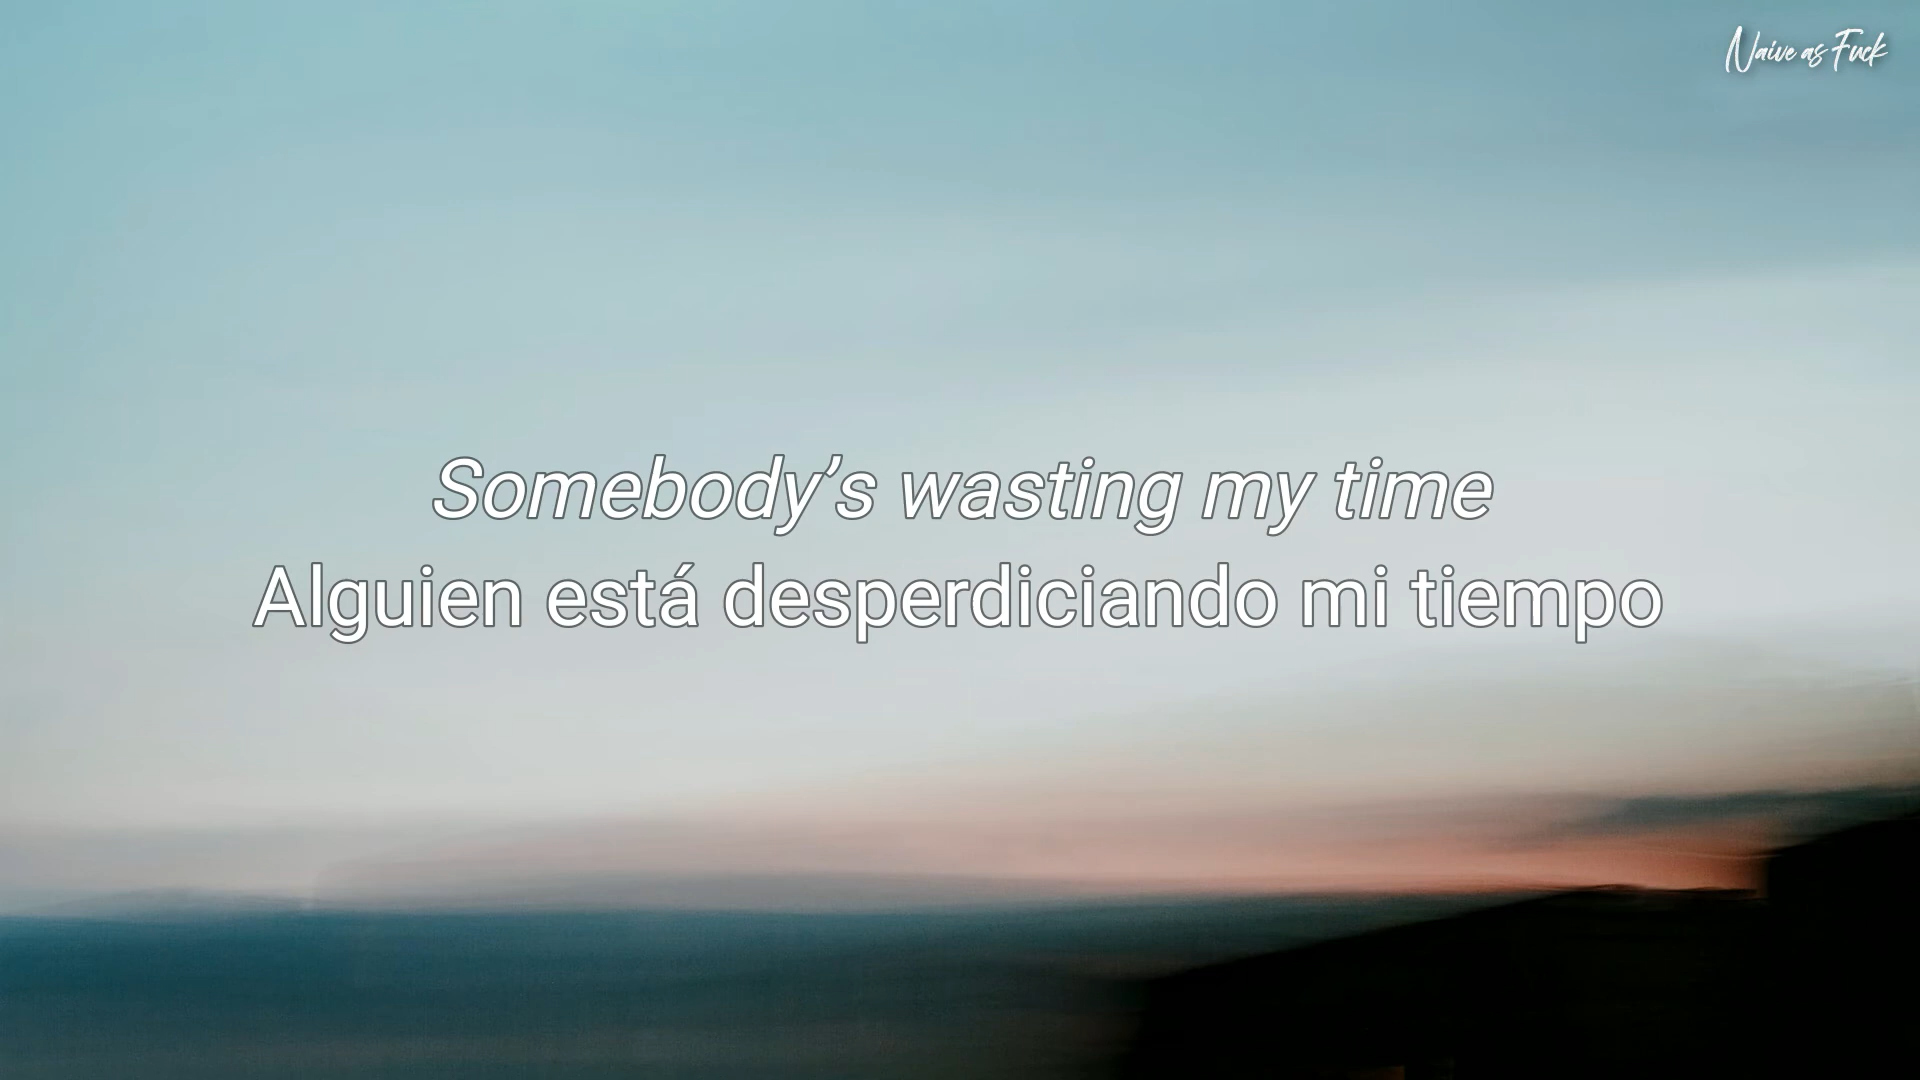 Naive as Fuck
Somebody’s wasting my time
Alguien está desperdiciando mi tiempo